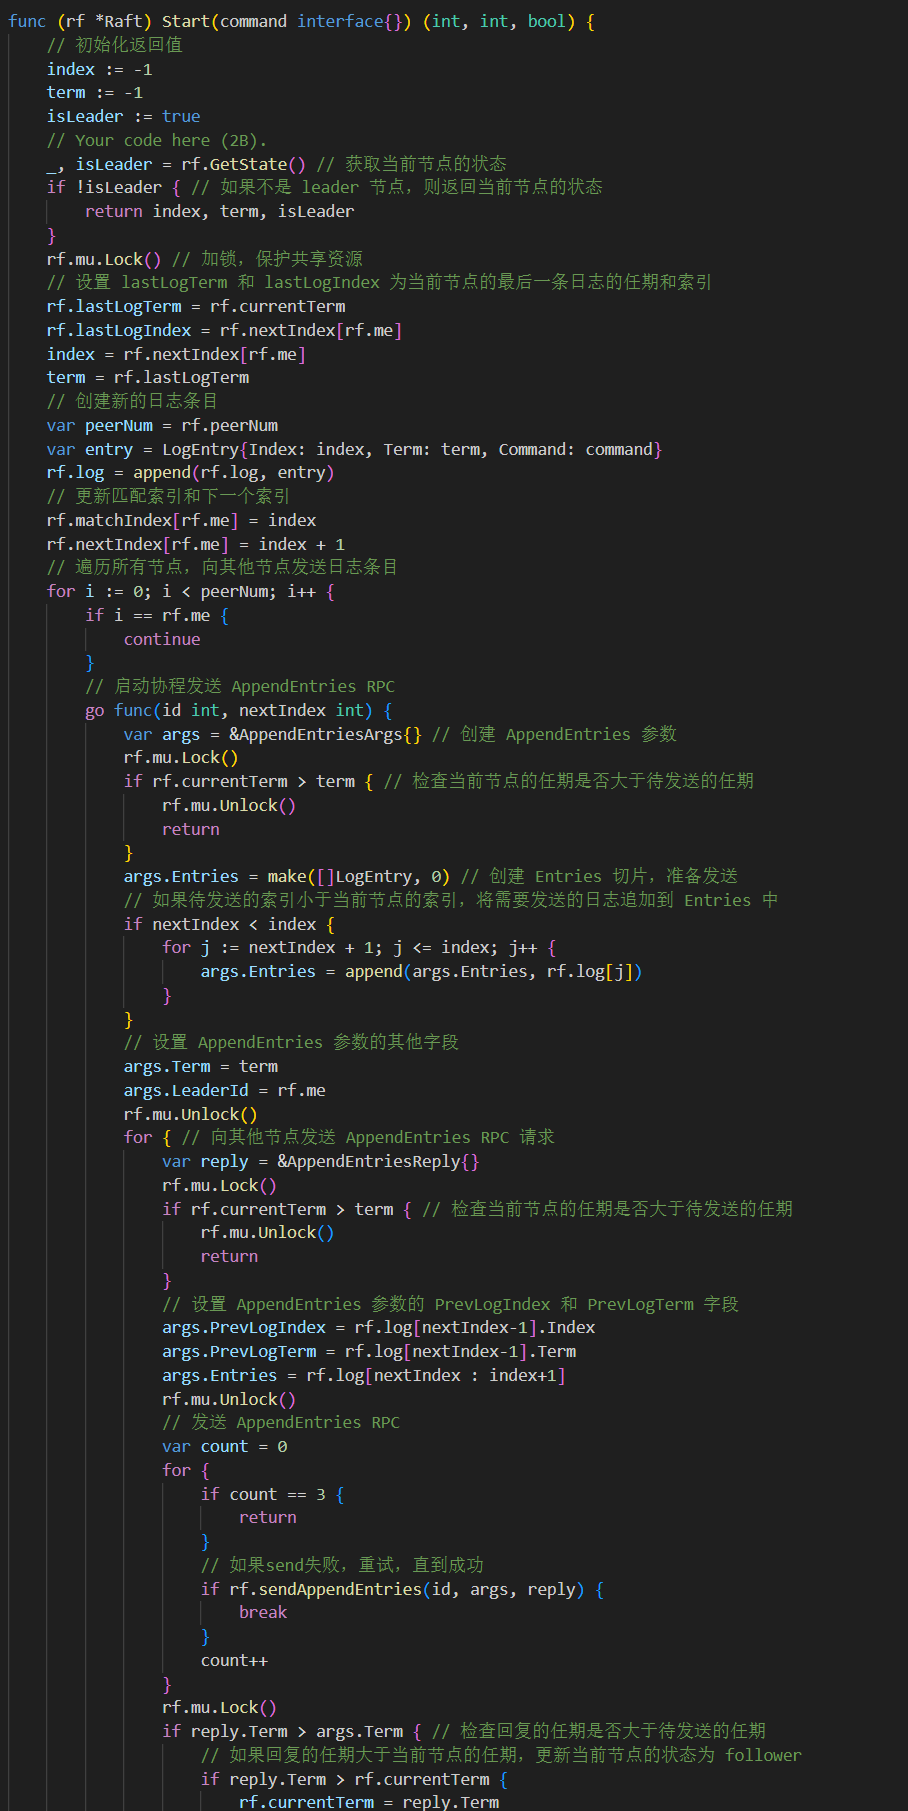 func (rf *Raft) Start(command interface{}) (int, int, bool) {
    // 初始化返回值
    index := -1
    term := -1
    isLeader := true
    // Your code here (2B).
    _, isLeader = rf.GetState() // 获取当前节点的状态
    if !isLeader { // 如果不是 leader 节点，则返回当前节点的状态
        return index, term, isLeader
    }
    rf.mu.Lock() // 加锁，保护共享资源
    // 设置 lastLogTerm 和 lastLogIndex 为当前节点的最后一条日志的任期和索引
    rf.lastLogTerm = rf.currentTerm
    rf.lastLogIndex = rf.nextIndex[rf.me]
    index = rf.nextIndex[rf.me]
    term = rf.lastLogTerm
    // 创建新的日志条目
    var peerNum = rf.peerNum
    var entry = LogEntry{Index: index, Term: term, Command: command}
    rf.log = append(rf.log, entry)
    // 更新匹配索引和下一个索引
    rf.matchIndex[rf.me] = index
    rf.nextIndex[rf.me] = index + 1
    // 遍历所有节点，向其他节点发送日志条目
    for i := 0; i < peerNum; i++ {
        if i == rf.me {
            continue
        }
        // 启动协程发送 AppendEntries RPC
        go func(id int, nextIndex int) {
            var args = &AppendEntriesArgs{} // 创建 AppendEntries 参数
            rf.mu.Lock()
            if rf.currentTerm > term { // 检查当前节点的任期是否大于待发送的任期
                rf.mu.Unlock()
                return
            }
            args.Entries = make([]LogEntry, 0) // 创建 Entries 切片，准备发送
            // 如果待发送的索引小于当前节点的索引，将需要发送的日志追加到 Entries 中
            if nextIndex < index {
                for j := nextIndex + 1; j <= index; j++ {
                    args.Entries = append(args.Entries, rf.log[j])
                }
            }
            // 设置 AppendEntries 参数的其他字段
            args.Term = term
            args.LeaderId = rf.me
            rf.mu.Unlock()
            for { // 向其他节点发送 AppendEntries RPC 请求
                var reply = &AppendEntriesReply{}
                rf.mu.Lock()
                if rf.currentTerm > term { // 检查当前节点的任期是否大于待发送的任期
                    rf.mu.Unlock()
                    return
                }
                // 设置 AppendEntries 参数的 PrevLogIndex 和 PrevLogTerm 字段
                args.PrevLogIndex = rf.log[nextIndex-1].Index
                args.PrevLogTerm = rf.log[nextIndex-1].Term
                args.Entries = rf.log[nextIndex : index+1]
                rf.mu.Unlock()
                // 发送 AppendEntries RPC
                var count = 0
                for {
                    if count == 3 {
                        return
                    }
                    // 如果send失败，重试，直到成功
                    if rf.sendAppendEntries(id, args, reply) {
                        break
                    }
                    count++
                }
                rf.mu.Lock()
                if reply.Term > args.Term { // 检查回复的任期是否大于待发送的任期
                    // 如果回复的任期大于当前节点的任期，更新当前节点的状态为 follower
                    if reply.Term > rf.currentTerm {
                        rf.currentTerm = reply.Term